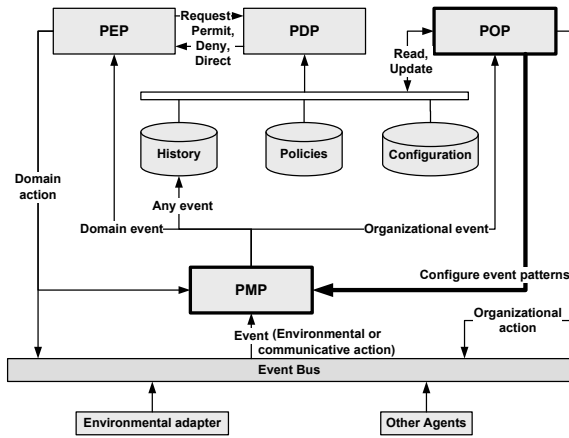 PEP
Request
Permit,
Deny,
Direct
PDP
POP
Read,
Update
History
Policies
Configuration
Domain
action
Any event
Domain event
Organizational event
PMP
Configure event patterns
Event (Environmental or
communicative action)
Organizational
action
Event Bus
Environmental adapter
Other Agents